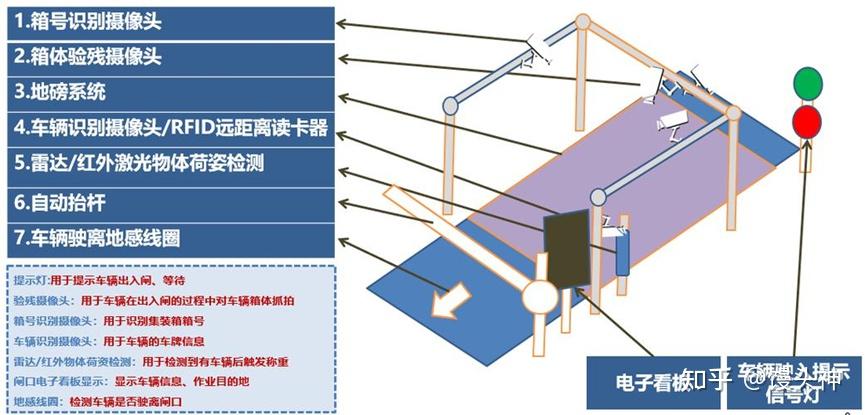 1.箱号识别摄像头
2.箱体验残摄像头
3.地磅系统
4.车辆识别摄像头/RFID远距离读卡器
5.雷达/红外激光物体荷姿检测
6.自动抬杆
7.车辆驶离地感线圈
提示灯:用于提示车辆出入闸、等待
验残摄像头：用于车辆在出入闸的过程中对车辆箱体抓拍
箱号识别摄像头：用于识别集装箱箱号
车辆识别摄像头：用于车辆的车牌信息
雷达/红外物体荷资检测：用于检测到有车辆后触发称重
闸口电子看板显示：显示车辆信息、作业目的地
地感线圈：检测车辆是否驶离闸口
电子看板
车辆驶入提示
信号灯
知乎 @馒头神